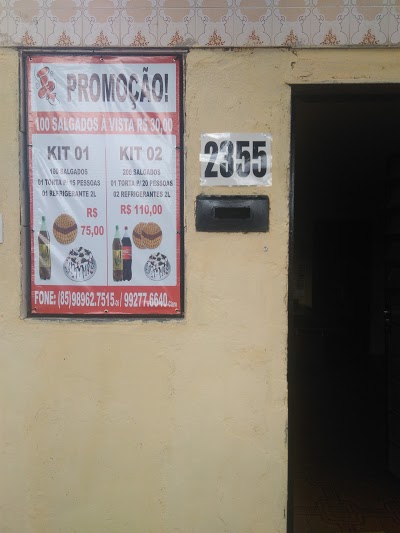 PROMOÇÃO!
100 SALGADOS A VISTA R$ 30,00
KIT 01
100 SALGADOS
01 TORTA P/ 15 PESSOAS
01 REFRIGERANTE 2L
R$
75,00
KIT 02
200 SALGADOS
01 TORTA P/20 PESSOAS
02 REFRIGERANTES 2L
R$ 110,00
FONE: (85)98962.7515 / 99277.6640
2355